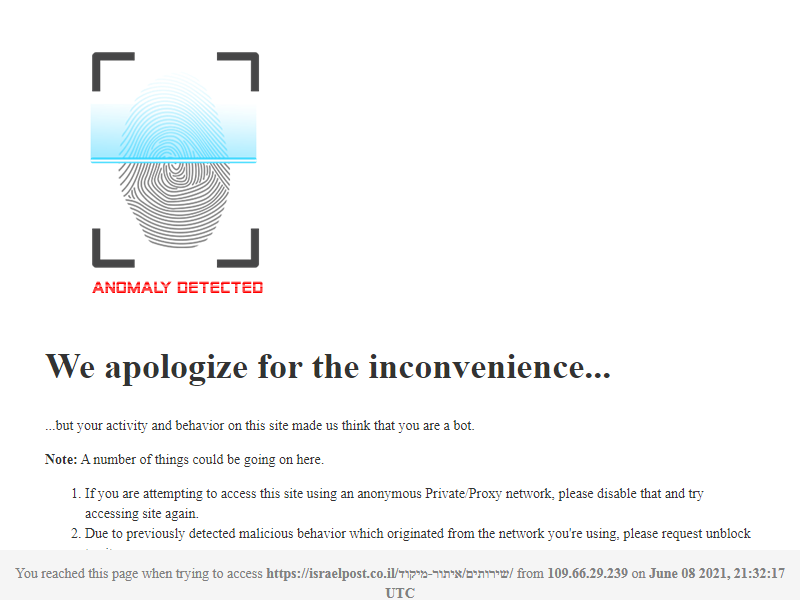 ANOMALY DETECTED
We apologize for the inconvenience...
...but your activity and behavior on this site made us think that you are a bot.
Note: A number of things could be going on here.
1. If you are attempting to access this site using an anonymous Private/Proxy network, please disable that and try
accessing site again.
2. Due to previously detected malicious behavior which originated from the network you're using, please request unblock
You reached this page when trying to access https://israelpost.co.il/שירותים/איתור-מיקוד/ from 109.66.29.239 on June 08 2021, 21:32:17
UTC